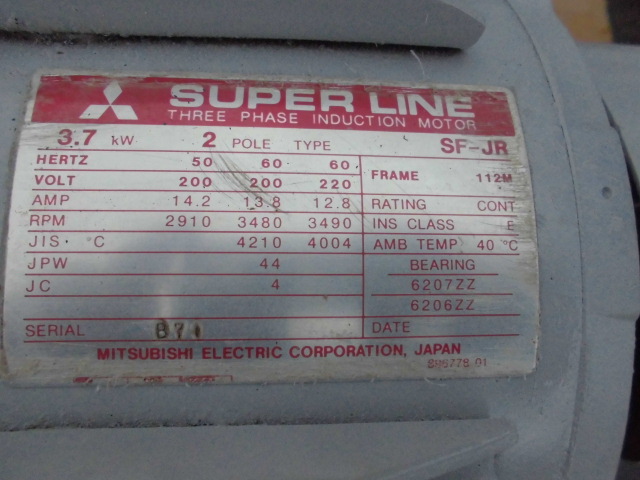 SUPER LINE
THREE PHASE INDUCTION MOTOR
3.7 kW 2 POLE TYPE SF-JR
HERTZ 50 60 60
VOLT 200 200 220
AMP 14.2 13.8 12.8
RPM 2910 3480 3490
JIS. °C 4210 4004
JPW 44
JC 4
SERIAL 871
FRAME 112M
RATING CONT
INS CLASS E
AMB TEMP 40 °C
BEARING
6207ZZ
6206ZZ
DATE
MITSUBISHI ELECTRIC CORPORATION, JAPAN